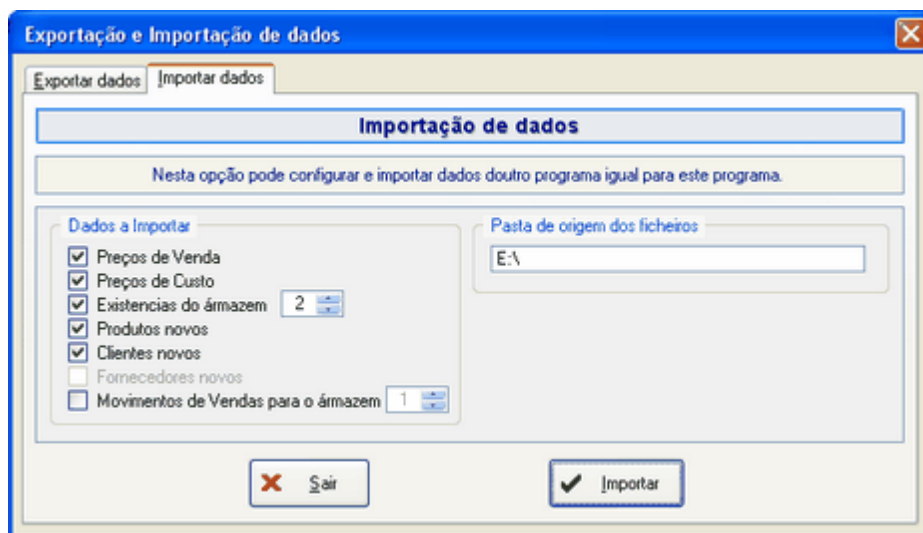 Exportação e Importação de dados
Exportar dados Importar dados
Importação de dados
Nesta opção pode configurar e importar dados doutro programa igual para este programa.
Dados a Importar
Preços de Venda
Preços de Custo
Existencias do ármazem 2
Produtos novos
Clientes novos
Fornecedores novos
Movimentos de Vendas para o ármazem 1
Pasta de origem dos ficheiros
E:\
Sair
Importar